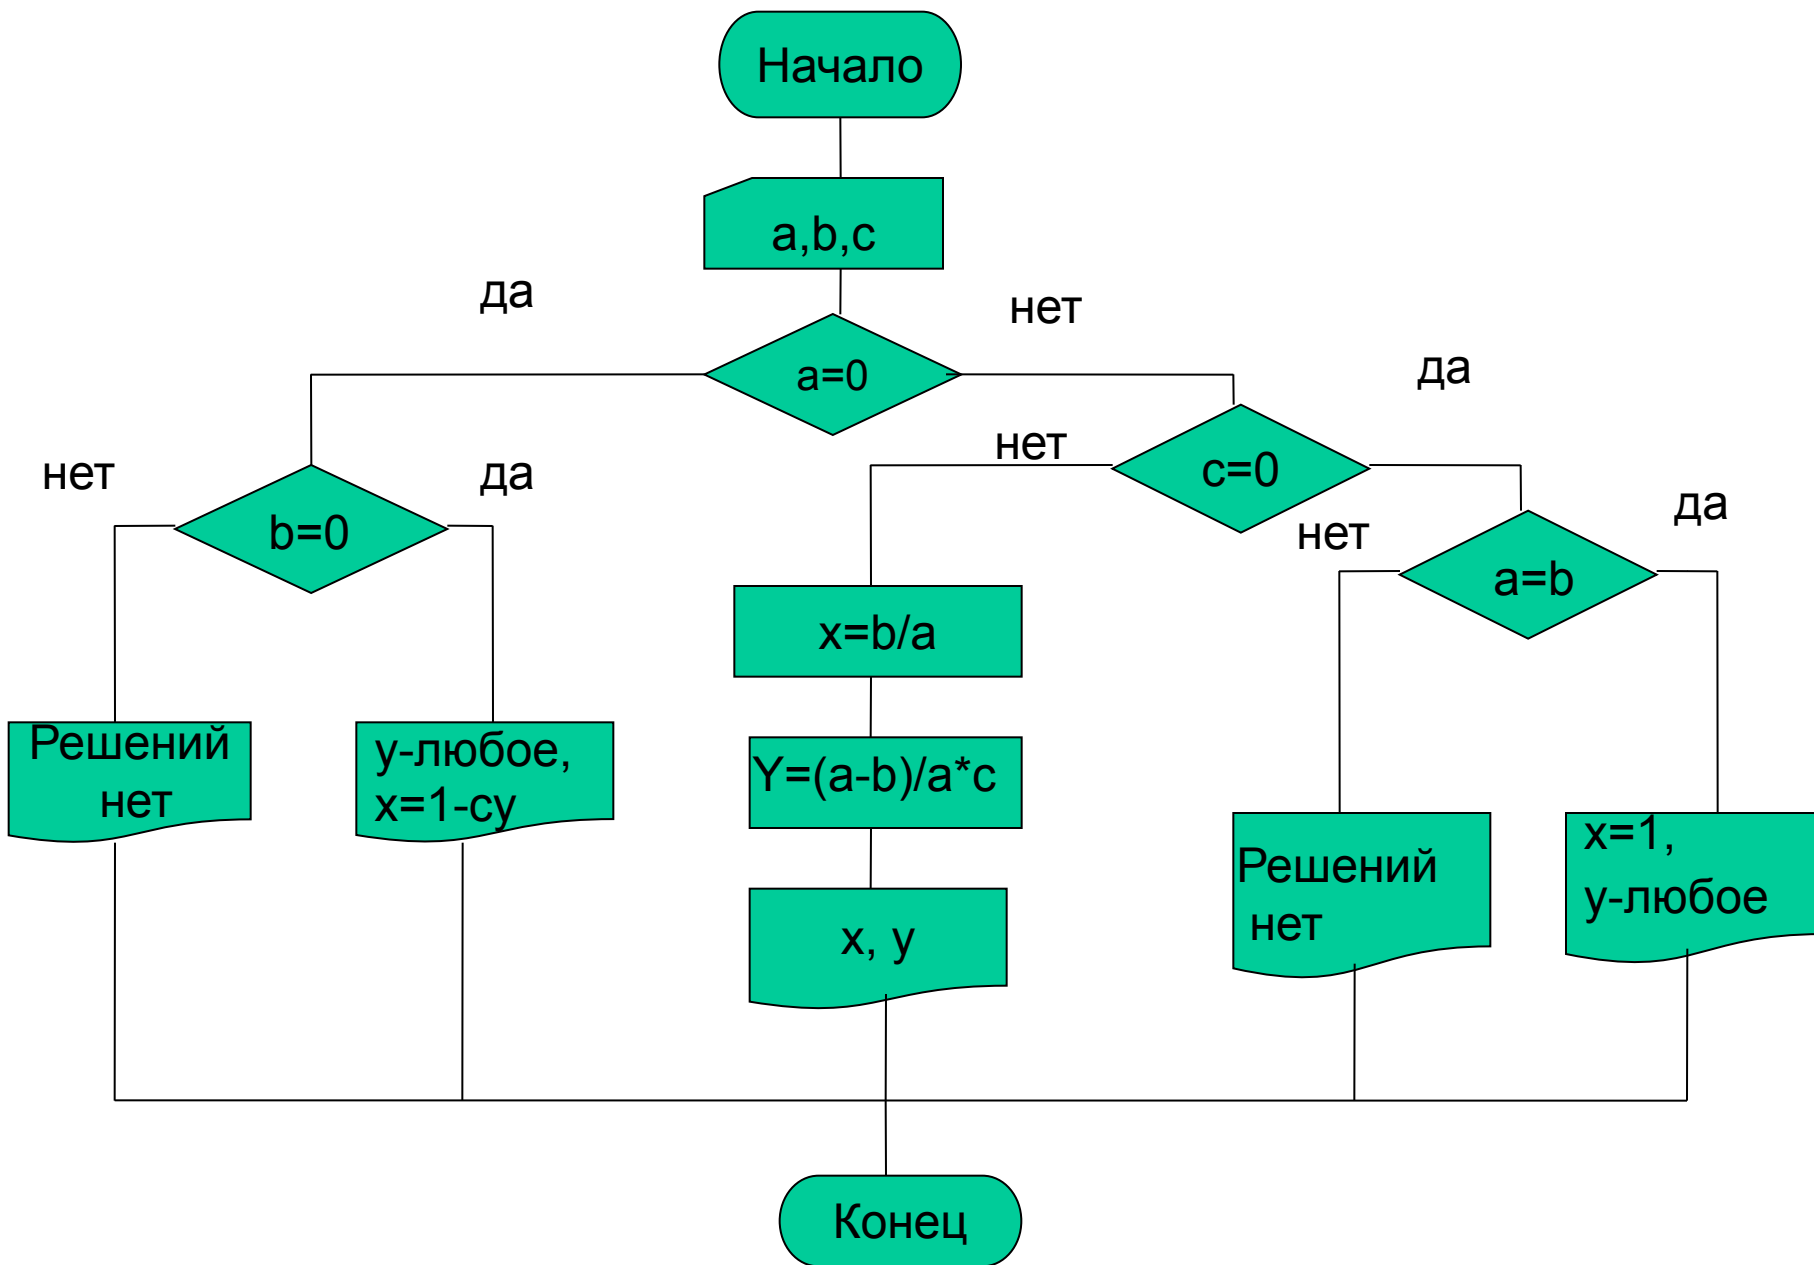 Начало
a,b,c
да
нет
a=0
да
нет
c=0
нет
да
b=0
да
нет
a=b
x=b/a
Решений
нет
y-любое,
x=1-cy
Y=(a-b)/a*c
x=1,
y-любое
Решений
нет
x, y
Конец